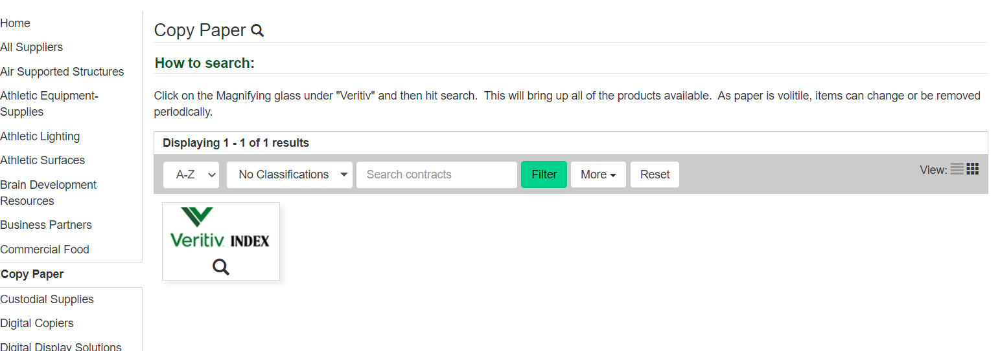 Home
All Suppliers
Air Supported Structures
Athletic Equipment-
Supplies
Athletic Lighting
Athletic Surfaces
Brain Development
Resources
Business Partners
Commercial Food
Copy Paper
Custodial Supplies
Digital Copiers
Digital Display Solutions
Copy Paper
How to search:
Click on the Magnifying glass under "Veritiv" and then hit search.  This will bring up all of the products available.  As paper is volitile, items can change or be removed
periodically.
Displaying 1 - 1 of 1 results
A-Z No Classifications Search contracts Filter More Reset View:
Veritiv INDEX